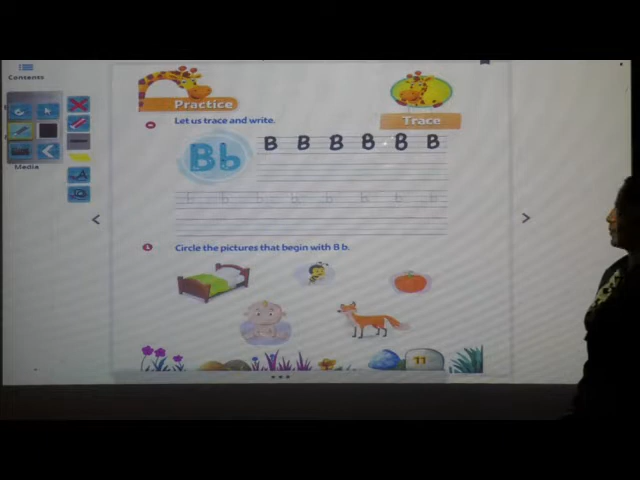 Contents
Media
Practice
Trace
Let us trace and write.
Bb
B B B B B B
b b b b b b b b
Circle the pictures that begin with B b.
11